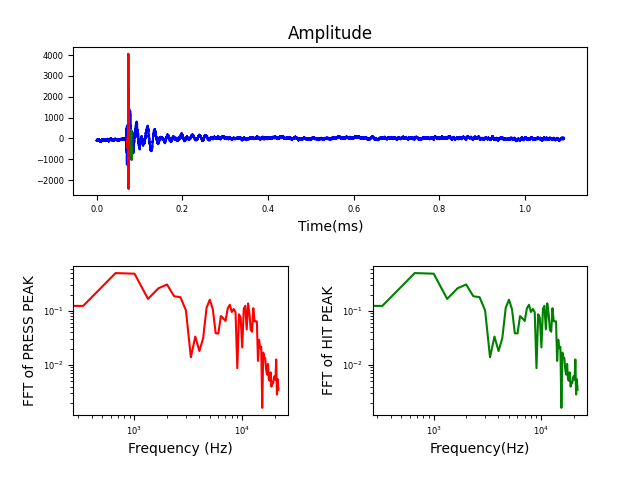 Amplitude
4000
3000
2000
1000
0
−1000
−2000
0.0 0.2 0.4 0.6 0.8 1.0
Time(ms)
FFT of PRESS PEAK
10⁻¹
10⁻²
10³ 10⁴
Frequency (Hz)
FFT of HIT PEAK
10⁻¹
10⁻²
10³ 10⁴
Frequency(Hz)